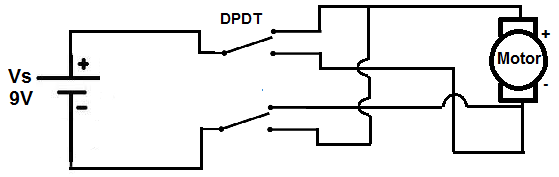 DPDT
+
Vs
9V
-
+
Motor
-